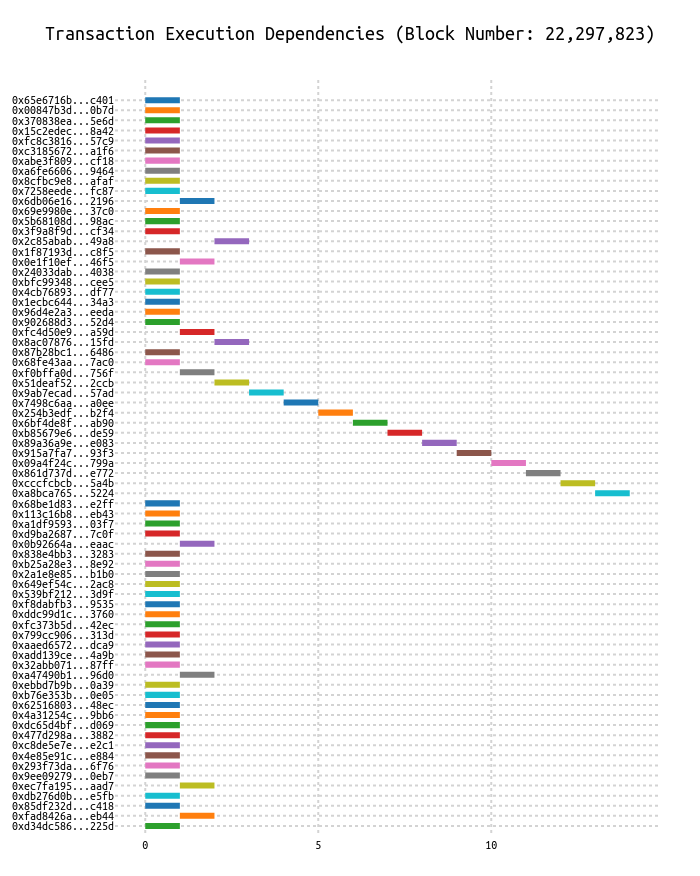 Transaction Execution Dependencies (Block Number: 22,297,823)
0x65e6716b...c401
0x00847b3d...0b7d
0x370838ea...5e6d
0x15c2edec...8a42
0xfc8c3816...57c9
0xc3185672...a1f6
0xabe3f809...cf18
0xa6fe6606...9464
0x8cfbc9e8...afaf
0x7258eede...fc87
0x6db06e16...2196
0x69e9980e...37c0
0x5b68108d...98ac
0x3f9a8f9d...cf34
0x2c85abab...49a8
0x1f87193d...c8f5
0x0e1f10ef...46f5
0x24033dab...4038
0xbfc99348...cee5
0x4cb76893...df77
0x1ecbc644...34a3
0x96d4e2a3...eeda
0x902688d3...52d4
0xfc4d50e9...a59d
0x8ac07876...15fd
0x87b28bc1...6486
0x68fe43aa...7ac0
0xf0bffa0d...756f
0x51deaf52...2ccb
0x9ab7ecad...57ad
0x7498c6aa...a0ee
0x254b3edf...b2f4
0x6bf4de8f...ab90
0xb85679e6...de59
0x89a36a9e...e083
0x915a7fa7...93f3
0x09a4f24c...799a
0x861d737d...e772
0xcccfcbcb...5a4b
0xa8bca765...5224
0x68be1d83...e2ff
0x113c16b8...eb43
0xa1df9593...03f7
0xd9ba2687...7c0f
0x0b92664a...eaac
0x838e4bb3...3283
0xb25a28e3...8e92
0x2a1e8e85...b1b0
0x649ef54c...2ac8
0x539bf212...3d9f
0xf8dabfb3...9535
0xddc99d1c...3760
0xfc373b5d...42ec
0x799cc906...313d
0xaaed6572...dca9
0xadd139ce...4a9b
0x32abb071...87ff
0xa47490b1...96d0
0xebbd7b9b...0a39
0xb76e353b...0e05
0x62516803...48ec
0x4a31254c...9bb6
0xdc65d4bf...d069
0x477d298a...3882
0xc8de5e7e...e2c1
0x4e85e91c...e884
0x293f73da...6f76
0x9ee09279...0eb7
0xec7fa195...aad7
0xdb276d0b...e5fb
0x85df232d...c418
0xfad8426a...eb44
0xd34dc586...225d
0 5 10